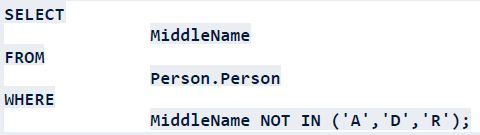 SELECT
MiddleName
FROM
Person.Person
WHERE
MiddleName NOT IN ('A','D','R');